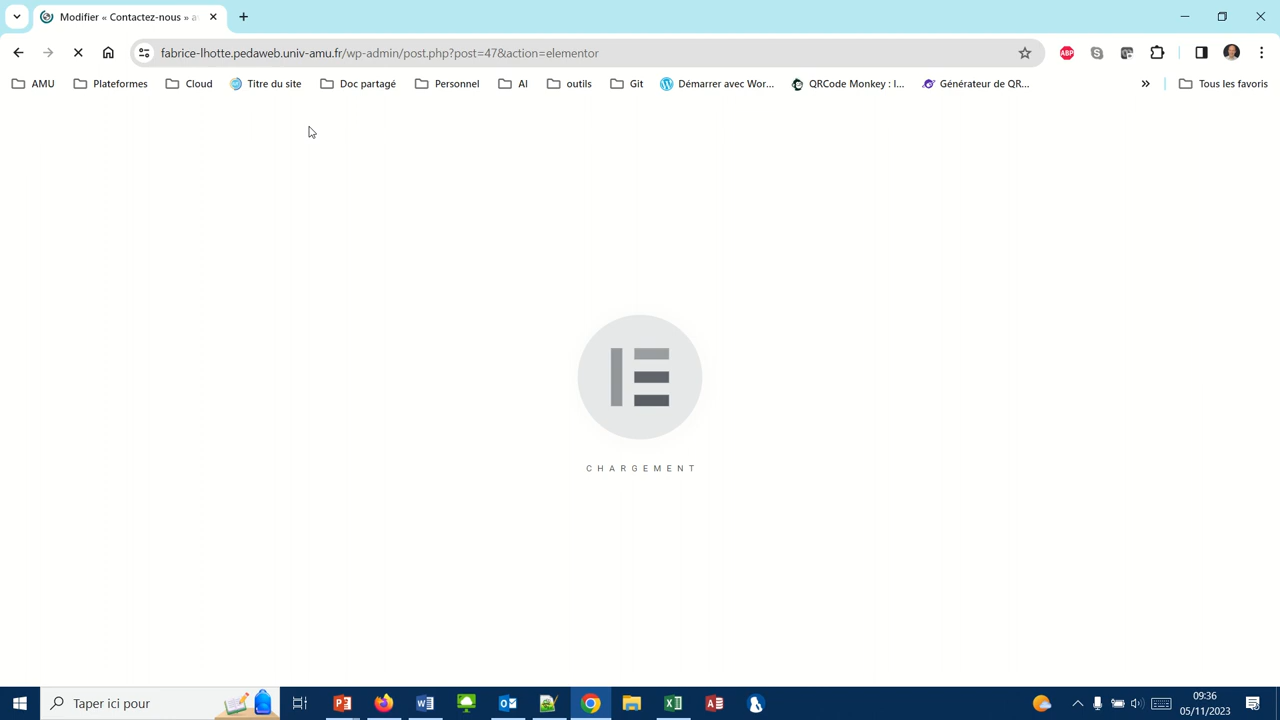 Modifier « Contactez-nous »
fabrice-lhotte.pedaweb.univ-amu.fr/wp-admin/post.php?post=47&action=elementor
ABP
AMU
Plateformes
Cloud
Titre du site
Doc partagé
Personnel
AI
outils
Git
Démarrer avec Wor...
QRCode Monkey : l...
Générateur de QR...
Tous les favoris
CHARGEMENT
Taper ici pour
09:36
05/11/2023